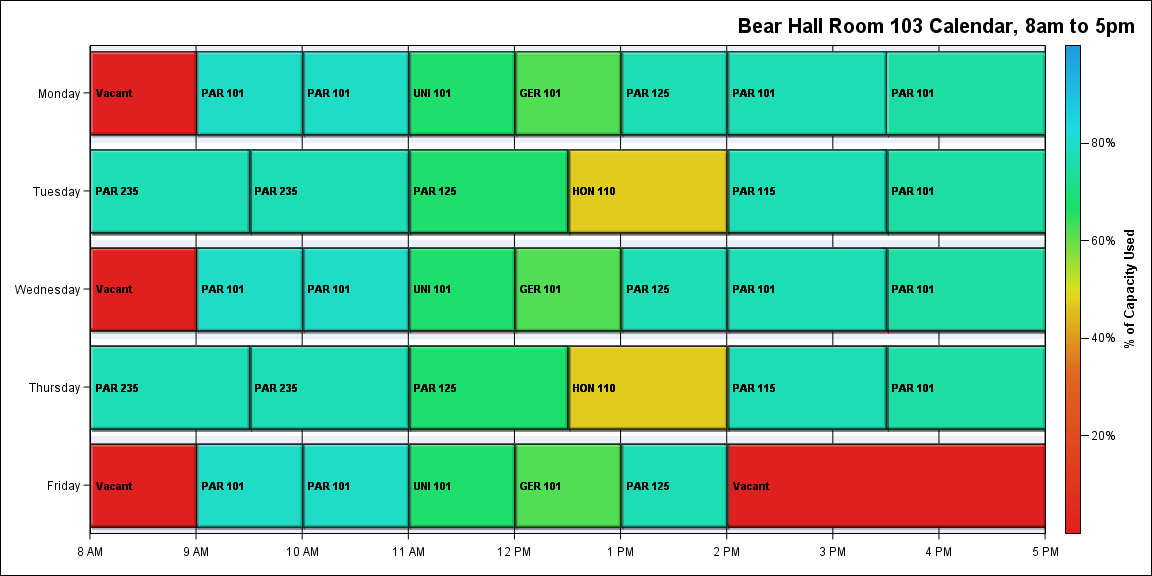 Bear Hall Room 103 Calendar, 8am to 5pm
Monday
Vacant
PAR 101
PAR 101
UNI 101
GER 101
PAR 125
PAR 101
PAR 101
Tuesday
PAR 235
PAR 235
PAR 125
HON 110
PAR 115
PAR 101
Wednesday
Vacant
PAR 101
PAR 101
UNI 101
GER 101
PAR 125
PAR 101
PAR 101
Thursday
PAR 235
PAR 235
PAR 125
HON 110
PAR 115
PAR 101
Friday
Vacant
PAR 101
PAR 101
UNI 101
GER 101
PAR 125
Vacant
8 AM
9 AM
10 AM
11 AM
12 PM
1 PM
2 PM
3 PM
4 PM
5 PM
80%
60%
40%
20%
% of Capacity Used